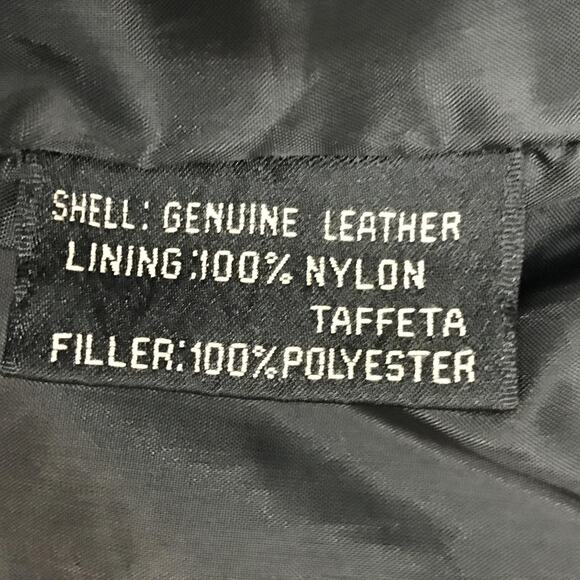 SHELL: GENUINE LEATHER
LINING:100% NYLON
TAFFETA
FILLER:100%POLYESTER